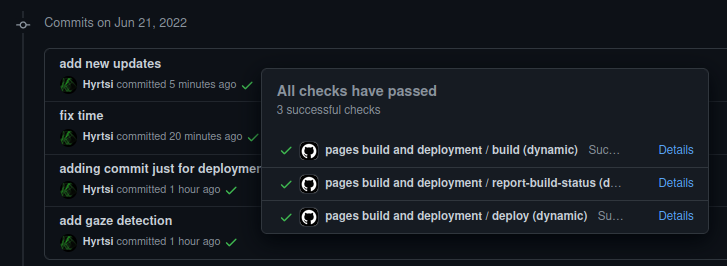 Commits on Jun 21, 2022
add new updates
Hyrtsi committed 5 minutes ago
fix time
Hyrtsi committed 20 minutes ago
adding commit just for deploymer
Hyrtsi committed 1 hour ago
add gaze detection
Hyrtsi committed 1 hour ago
All checks have passed
3 successful checks
pages build and deployment / build (dynamic) Suc… Details
pages build and deployment / report-build-status (d… Details
pages build and deployment / deploy (dynamic) Su… Details